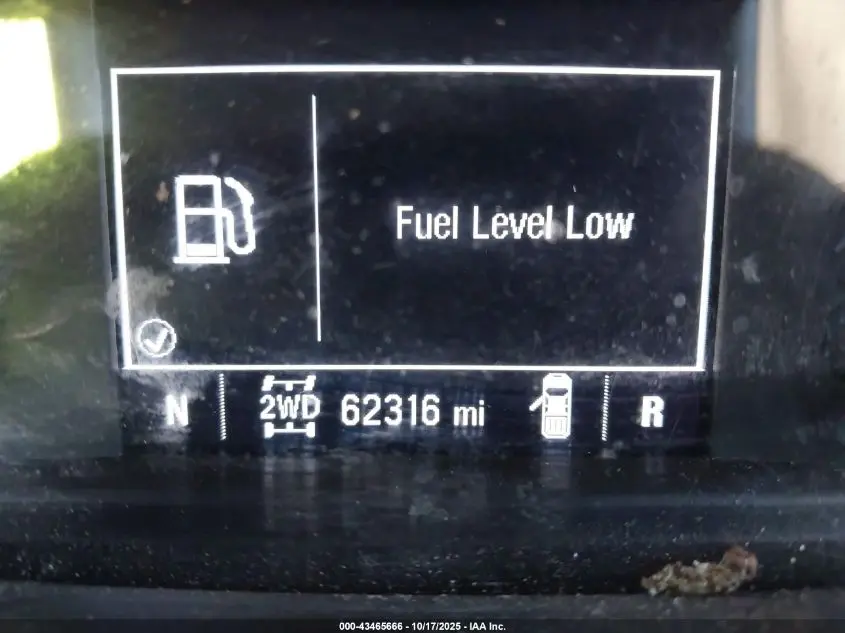 Fuel Level Low
N 2WD 62316 mi R
000-43465666 - 10/17/2025 - IAA Inc.